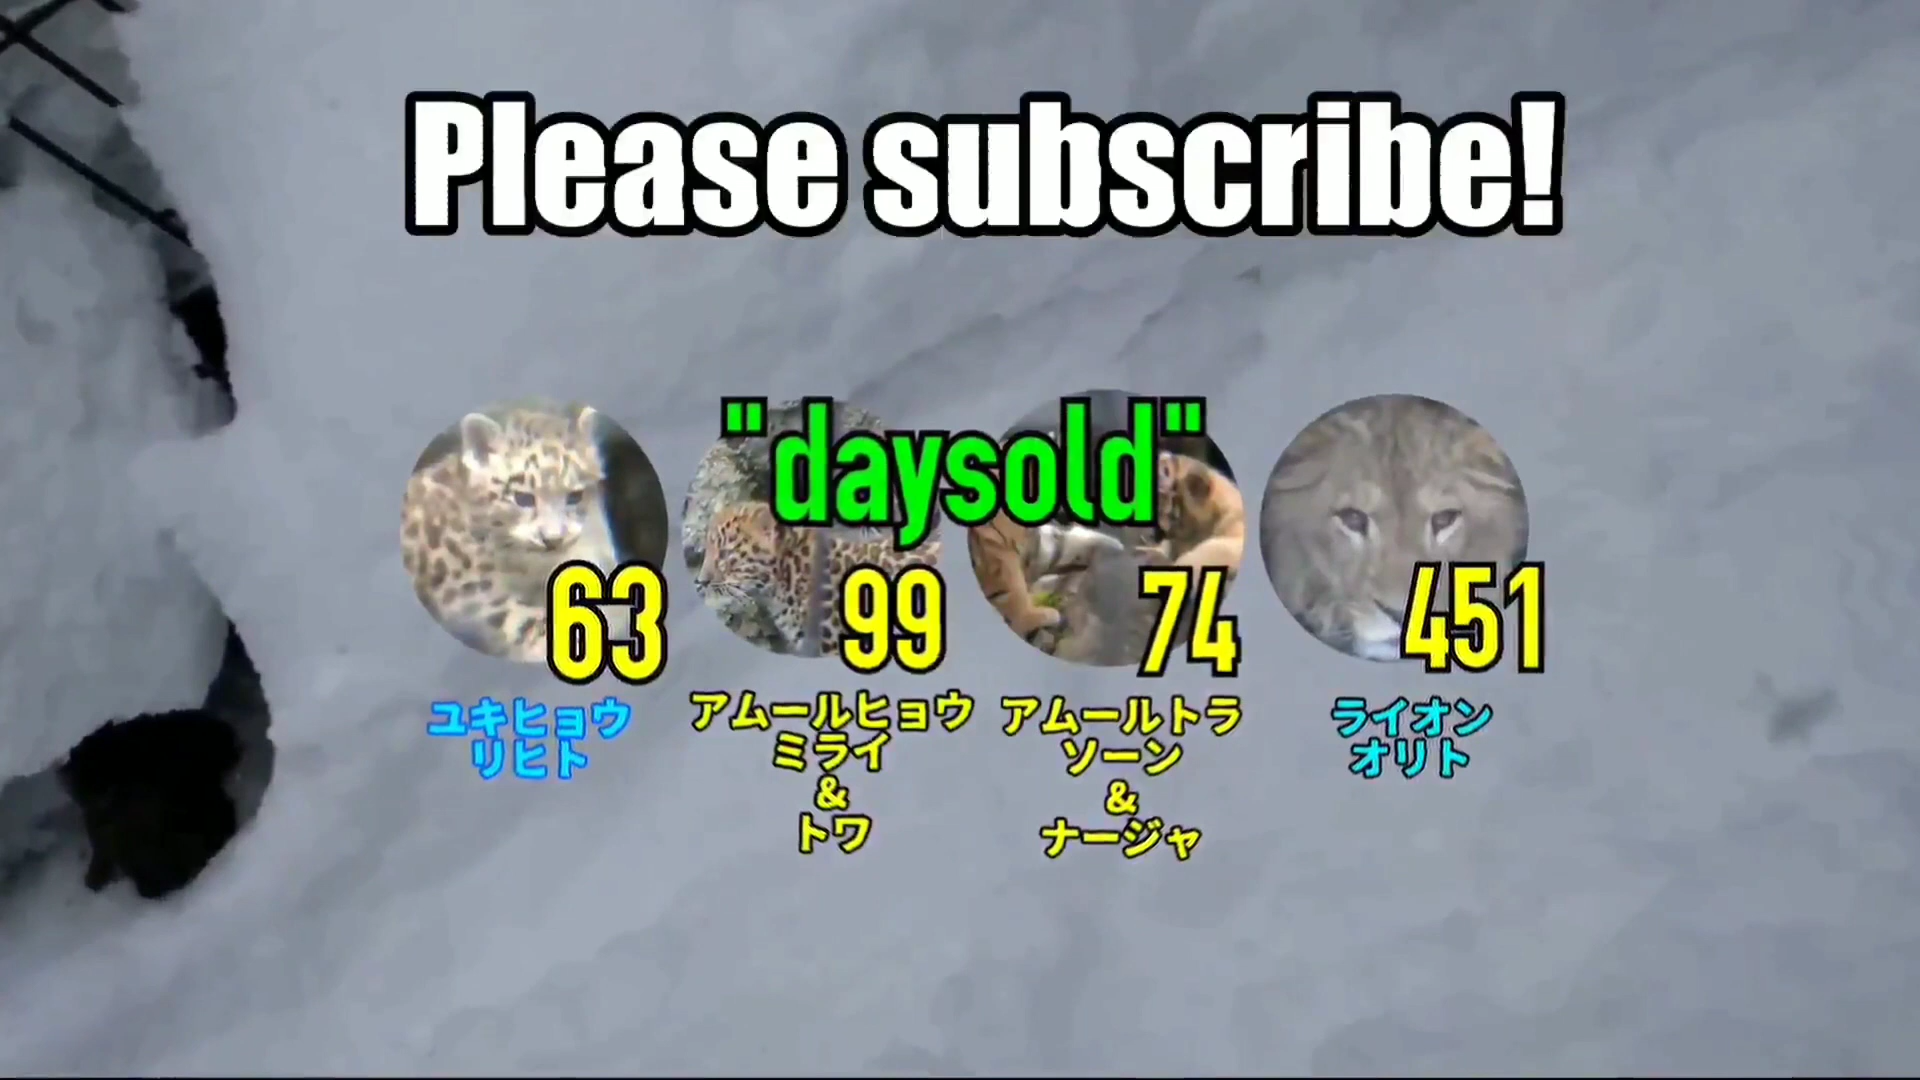 Please subscribe!
"daysold"
63
99
74
451
ユキヒョウ
リヒト
アムールヒョウ
ミライ
&
トワ
アムールトラ
ソーン
&
ナージャ
ライオン
オリト